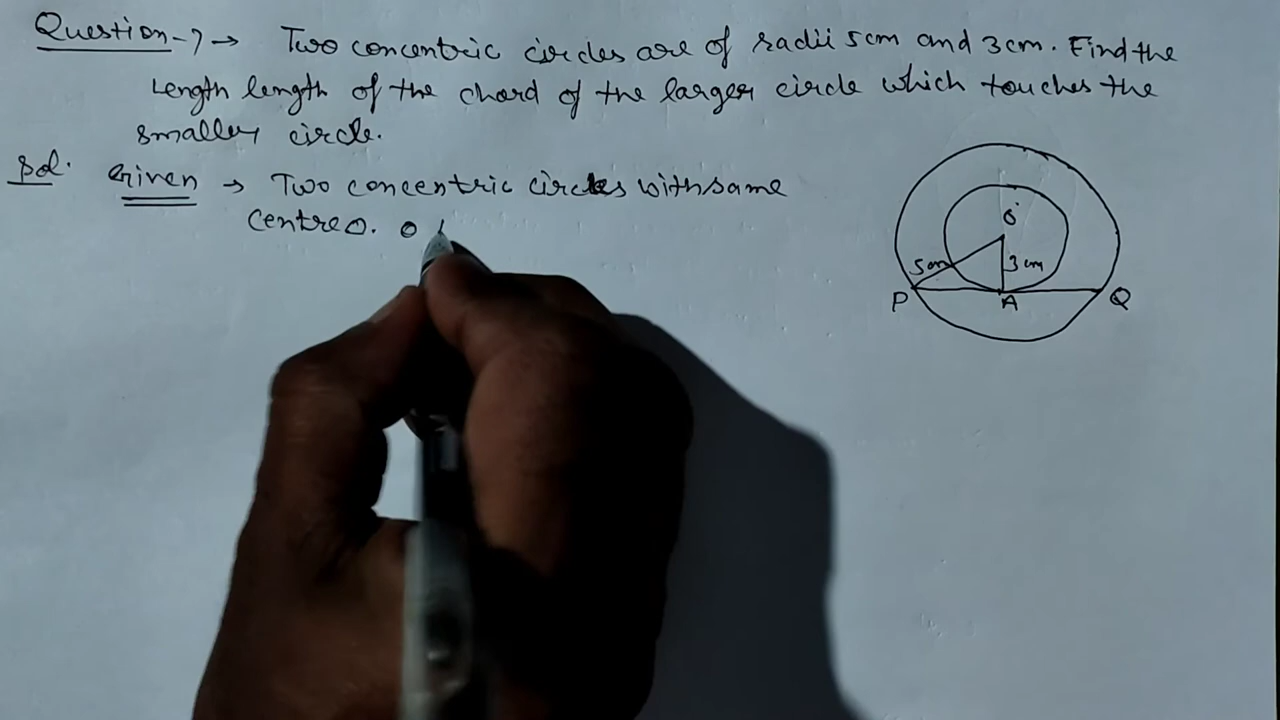 Question-7 → Two concentric circles are of radii 5cm and 3cm. Find the
length length of the chord of the larger circle which touches the
smaller circle.
Sol. Given → Two concentric circles with same
centre O. O
O
5cm
3cm
P
A
Q